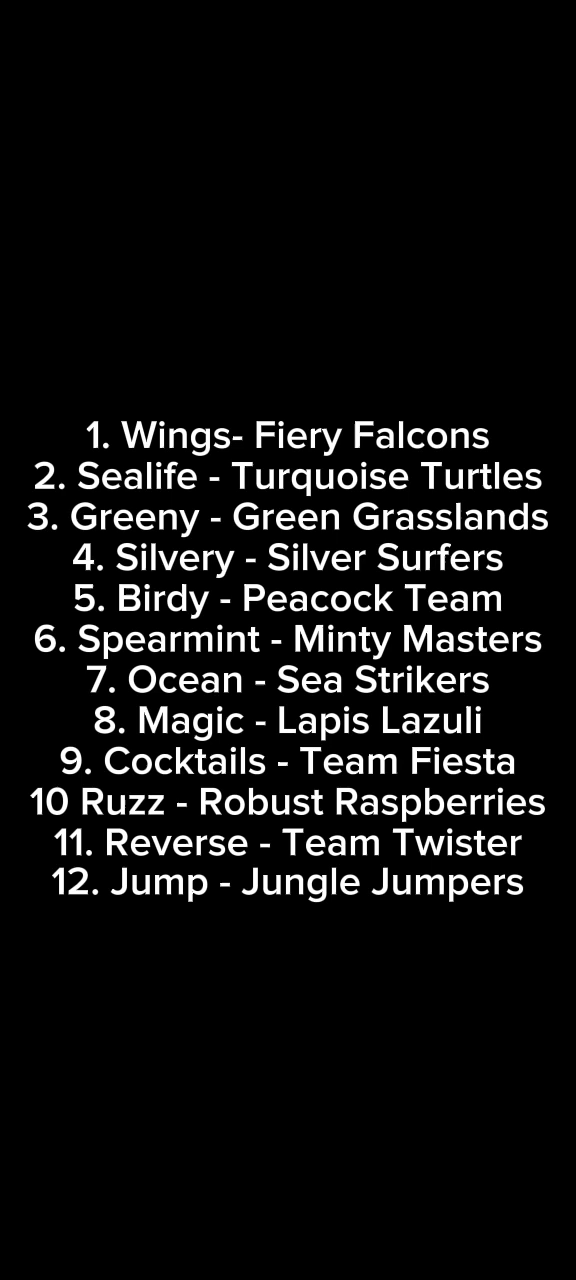 1. Wings- Fiery Falcons
2. Sealife - Turquoise Turtles
3. Greeny - Green Grasslands
4. Silvery - Silver Surfers
5. Birdy - Peacock Team
6. Spearmint - Minty Masters
7. Ocean - Sea Strikers
8. Magic - Lapis Lazuli
9. Cocktails - Team Fiesta
10 Ruzz - Robust Raspberries
11. Reverse - Team Twister
12. Jump - Jungle Jumpers